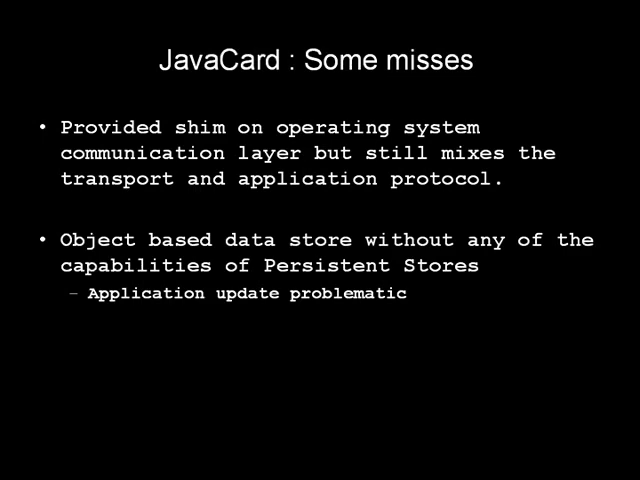 JavaCard : Some misses
• Provided shim on operating system
communication layer but still mixes the
transport and application protocol.
• Object based data store without any of the
capabilities of Persistent Stores
– Application update problematic